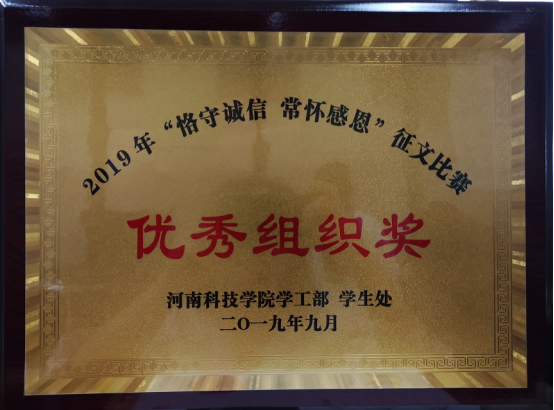 2019年“恪守诚信 常怀感恩”征文比赛
优秀组织奖
河南科技学院学工部 学生处
二〇一九年九月